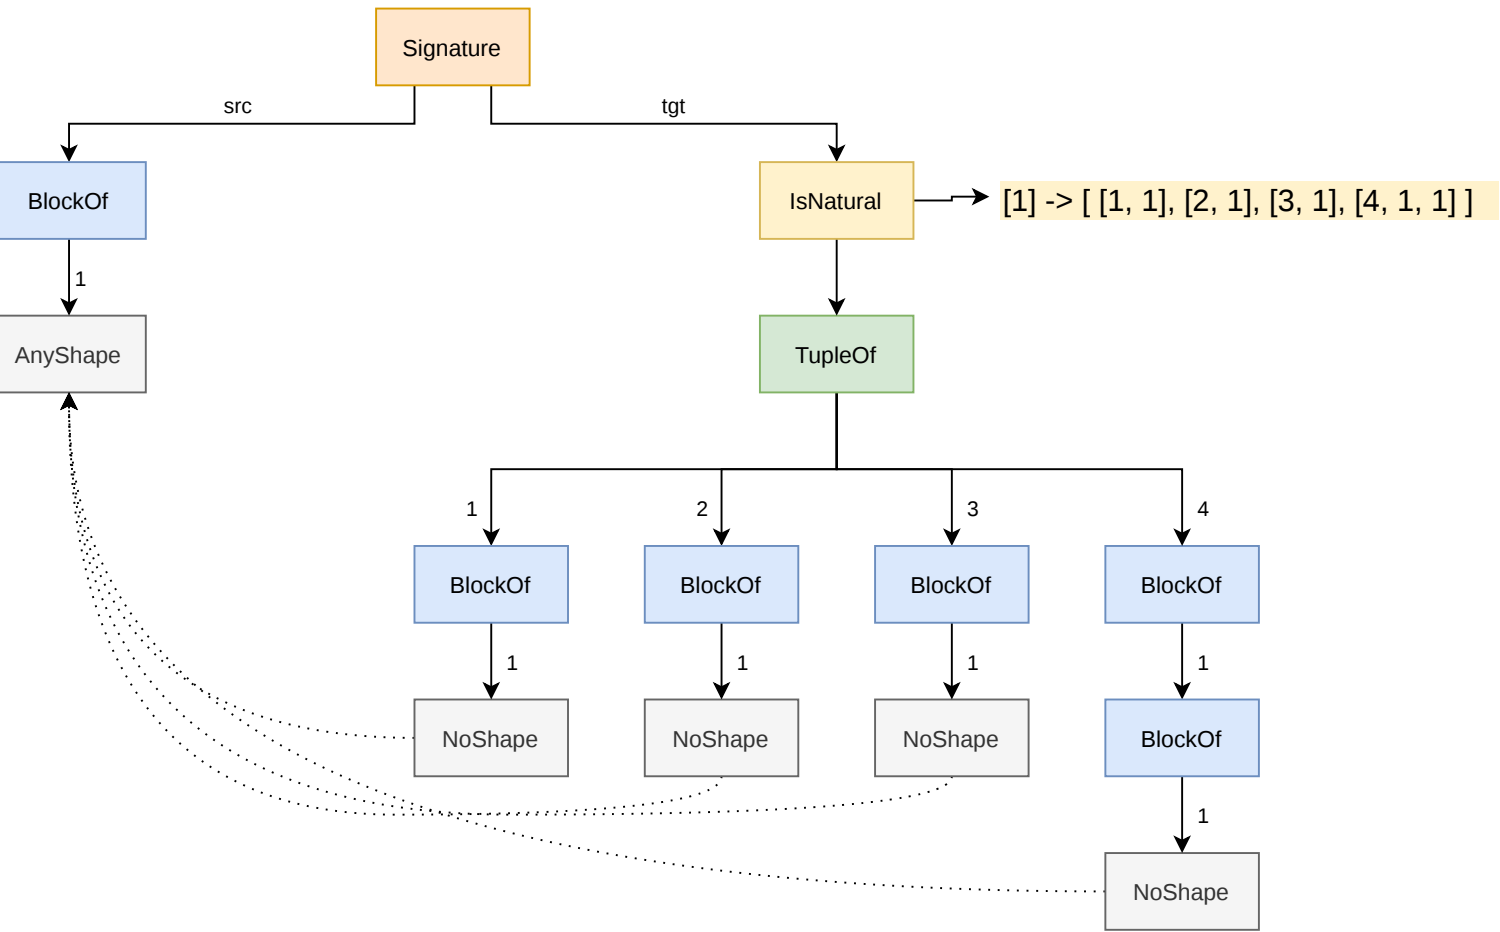 Signature
src
tgt
BlockOf
IsNatural
[1] -> [ [1, 1], [2, 1], [3, 1], [4, 1, 1] ]
1
AnyShape
TupleOf
1
2
3
4
BlockOf
BlockOf
BlockOf
BlockOf
1
1
1
1
NoShape
NoShape
NoShape
BlockOf
1
NoShape